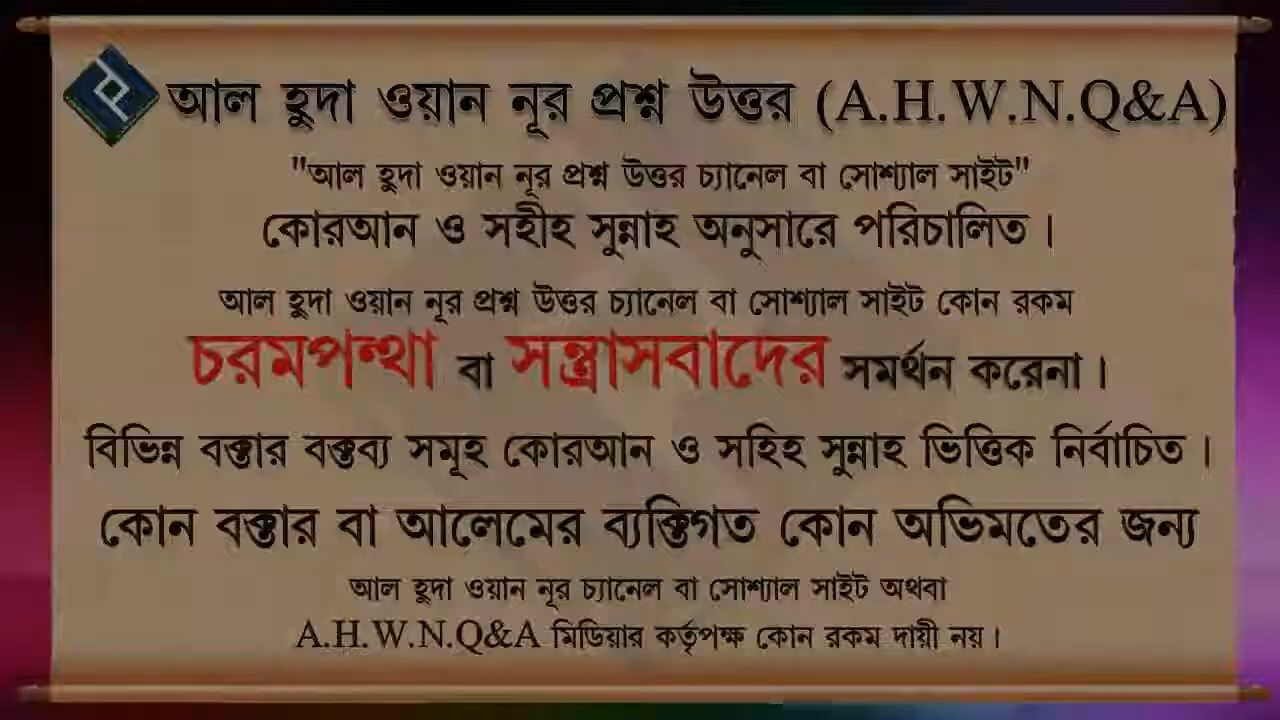 আল হুদা ওয়ান নূর প্রশ্ন উত্তর (A.H.W.N.Q&A)
"আল হুদা ওয়ান নূর প্রশ্ন উত্তর চ্যানেল বা সোশ্যাল সাইট"
কোরআন ও সহীহ সুন্নাহ অনুসারে পরিচালিত ।
আল হুদা ওয়ান নূর প্রশ্ন উত্তর চ্যানেল বা সোশ্যাল সাইট কোন রকম
চরমপন্থা বা সন্ত্রাসবাদের সমর্থন করেনা ।
বিভিন্ন বক্তার বক্তব্য সমূহ কোরআন ও সহিহ সুন্নাহ ভিত্তিক নির্বাচিত ।
কোন বক্তার বা আলেমের ব্যক্তিগত কোন অভিমতের জন্য
আল হুদা ওয়ান নূর চ্যানেল বা সোশ্যাল সাইট অথবা
A.H.W.N.Q&A মিডিয়ার কর্তৃপক্ষ কোন রকম দায়ী নয় ।